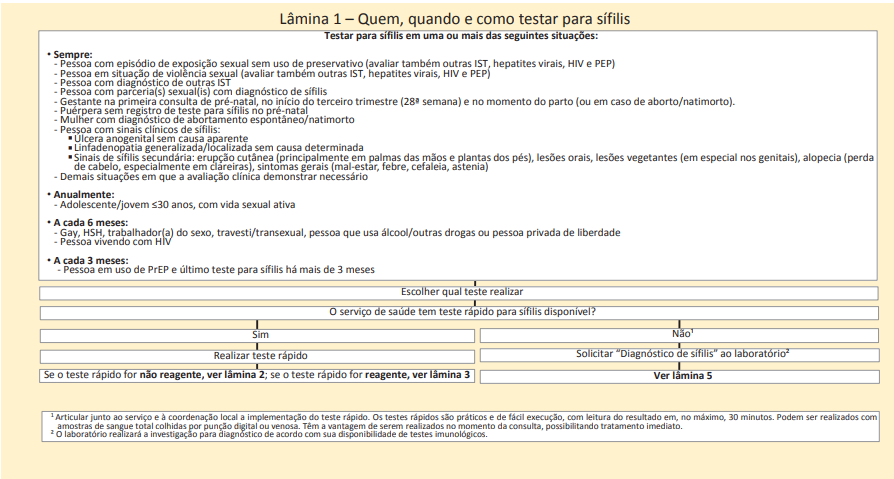 Lâmina 1 – Quem, quando e como testar para sífilis
Testar para sífilis em uma ou mais das seguintes situações:
• Sempre:
- Pessoa com episódio de exposição sexual sem uso de preservativo (avaliar também outras IST, hepatites virais, HIV e PEP)
- Pessoa em situação de violência sexual (avaliar também outras IST, hepatites virais, HIV e PEP)
- Pessoa com diagnóstico de outras IST
- Pessoa com parceria(s) sexual(is) com diagnóstico de sífilis
- Gestante na primeira consulta de pré-natal, no início do terceiro trimestre (28ª semana) e no momento do parto (ou em caso de aborto/natimorto).
- Puérpera sem registro de teste para sífilis no pré-natal
- Mulher com diagnóstico de abortamento espontâneo/natimorto
- Pessoa com sinais clínicos de sífilis:
▪ Úlcera anogenital sem causa aparente
▪ Linfadenopatia generalizada/localizada sem causa determinada
▪ Sinais de sífilis secundária: erupção cutânea (principalmente em palmas das mãos e plantas dos pés), lesões orais, lesões vegetantes (em especial nos genitais), alopecia (perda
de cabelo, especialmente em clareiras), sintomas gerais (mal-estar, febre, cefaleia, astenia)
- Demais situações em que a avaliação clínica demonstrar necessário
• Anualmente:
- Adolescente/jovem ≤30 anos, com vida sexual ativa
• A cada 6 meses:
- Gay, HSH, trabalhador(a) do sexo, travesti/transexual, pessoa que usa álcool/outras drogas ou pessoa privada de liberdade
- Pessoa vivendo com HIV
• A cada 3 meses:
- Pessoa em uso de PrEP e último teste para sífilis há mais de 3 meses
Escolher qual teste realizar
O serviço de saúde tem teste rápido para sífilis disponível?
Sim
Não¹
Realizar teste rápido
Solicitar “Diagnóstico de sífilis” ao laboratório²
Se o teste rápido for não reagente, ver lâmina 2; se o teste rápido for reagente, ver lâmina 3
Ver lâmina 5
¹ Articular junto ao serviço e à coordenação local a implementação do teste rápido. Os testes rápidos são práticos e de fácil execução, com leitura do resultado em, no máximo, 30 minutos. Podem ser realizados com
amostras de sangue total colhidas por punção digital ou venosa. Têm a vantagem de serem realizados no momento da consulta, possibilitando tratamento imediato.
² O laboratório realizará a investigação para diagnóstico de acordo com sua disponibilidade de testes imunológicos.